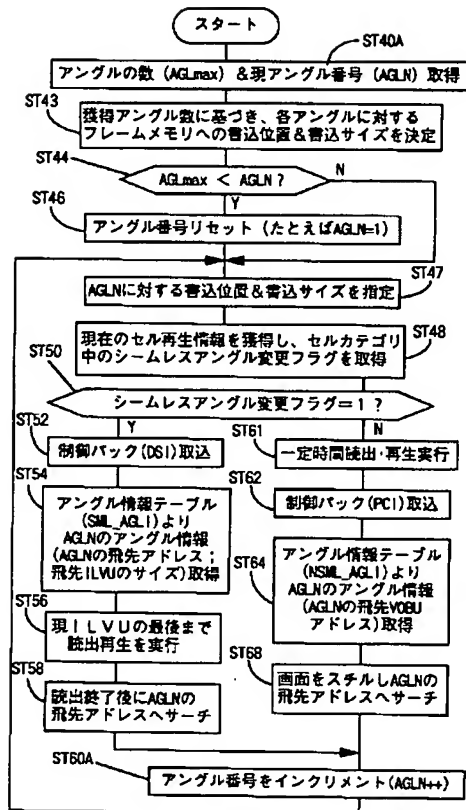 スタート
ST40A
アングルの数(AGLmax)&現アングル番号(AGLN)取得
ST43
獲得アングル数に基づき、各アングルに対する
フレームメモリへの書込位置&書込サイズを決定
ST44
AGLmax < AGLN ?
N
Y
ST46
アングル番号リセット(たとえばAGLN=1)
ST47
AGLNに対する書込位置&書込サイズを指定
ST48
現在のセル再生情報を獲得し、セルカテゴリ
中のシームレスアングル変更フラグを取得
ST50
シームレスアングル変更フラグ=1 ?
Y
N
ST52
制御パック(DSI)取込
ST54
アングル情報テーブル
(SML_AGLI)より
AGLNのアングル情報
(AGLNの飛先アドレス;
飛先ILVUのサイズ)取得
ST56
現ILVUの最後まで
読出再生を実行
ST58
読出終了後にAGLNの
飛先アドレスへサーチ
ST61
一定時間読出・再生実行
ST62
制御パック(PCI)取込
ST64
アングル情報テーブル
(NSML_AGLI)より
AGLNのアングル情報
(AGLNの飛先VOBU
アドレス)取得
ST68
画面をスチルしAGLNの
飛先アドレスへサーチ
ST60A
アングル番号をインクリメント(AGLN++)